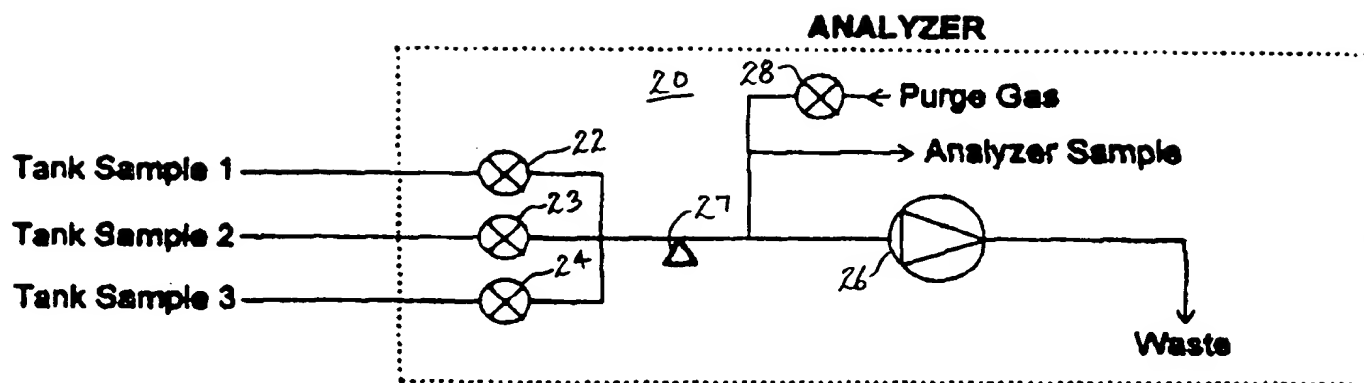 ANALYZER
20
28
Purge Gas
Analyzer Sample
Tank Sample 1
22
Tank Sample 2
23
27
Tank Sample 3
24
26
Waste